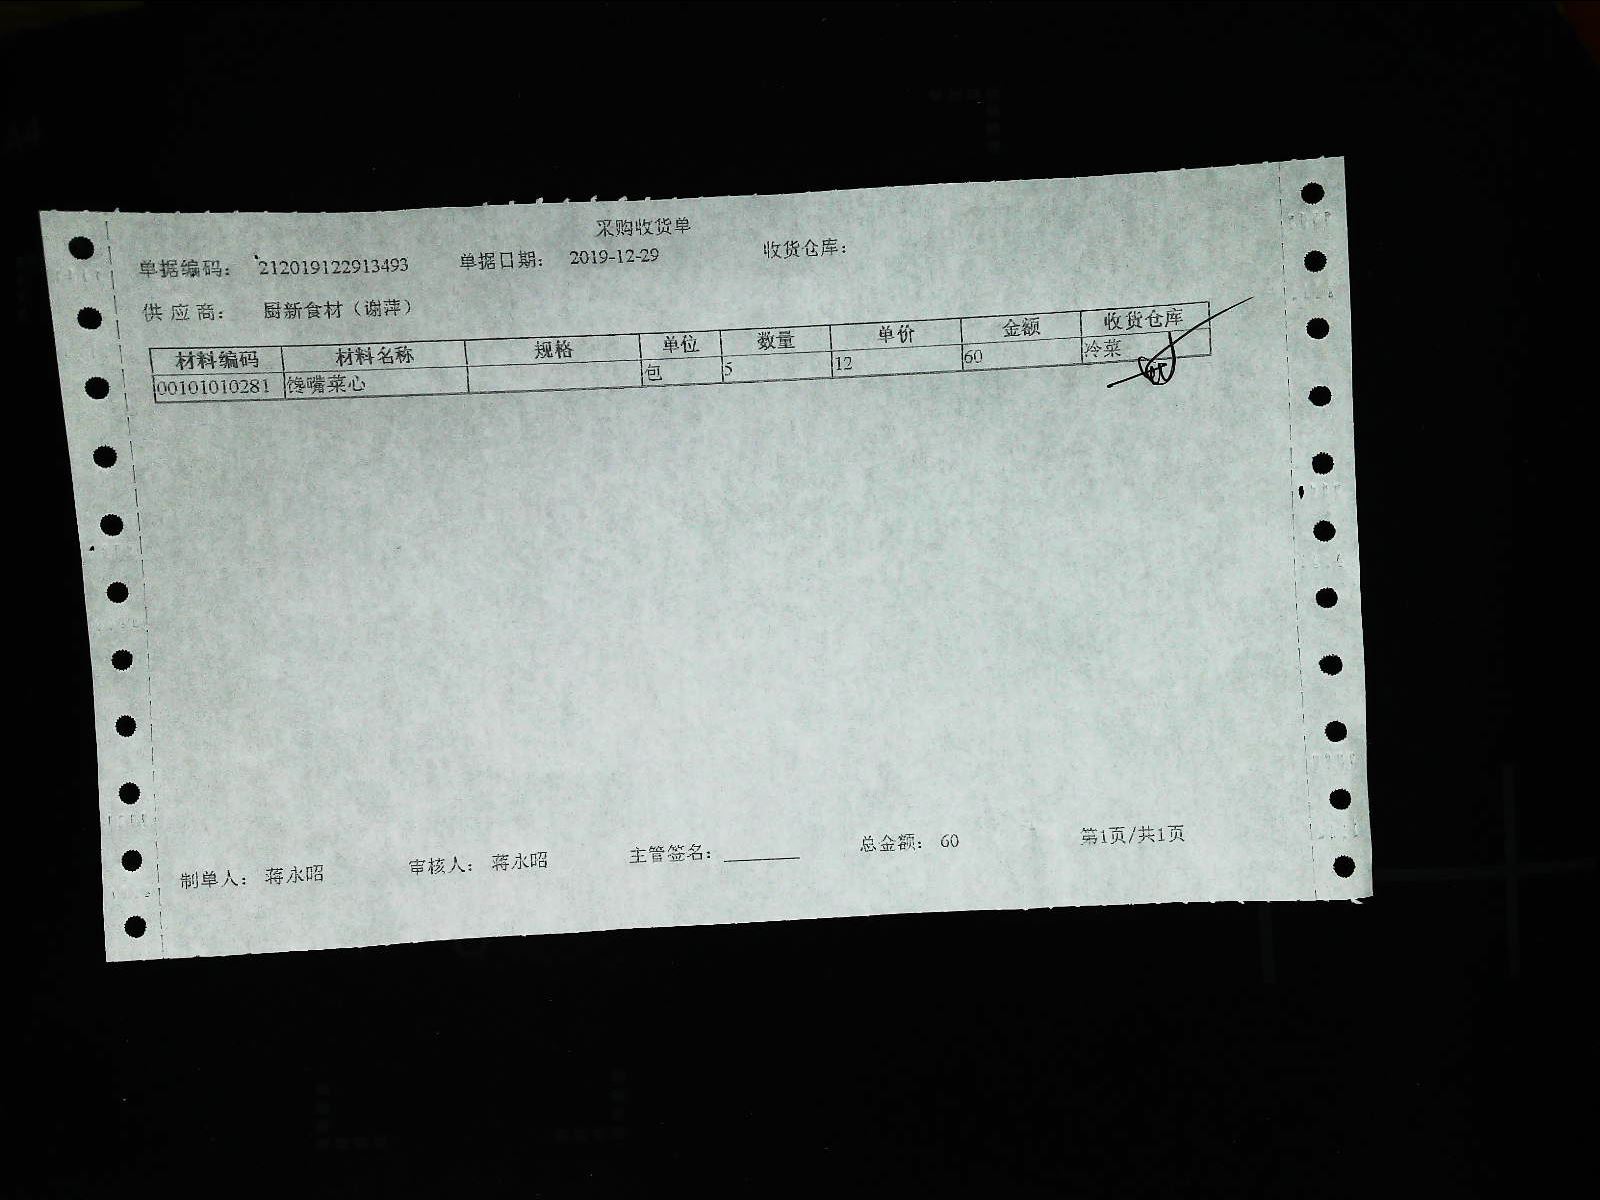 采购收货单
单据编码： 212019122913493 单据日期： 2019-12-29 收货仓库：
供 应 商： 厨新食材（谢萍）
材料编码 材料名称 规格 单位 数量 单价 金额 收货仓库
00101010281 馋嘴菜心 包 5 12 60 冷菜
制单人： 蒋永昭 审核人： 蒋永昭 主管签名： 总金额： 60 第1页/共1页